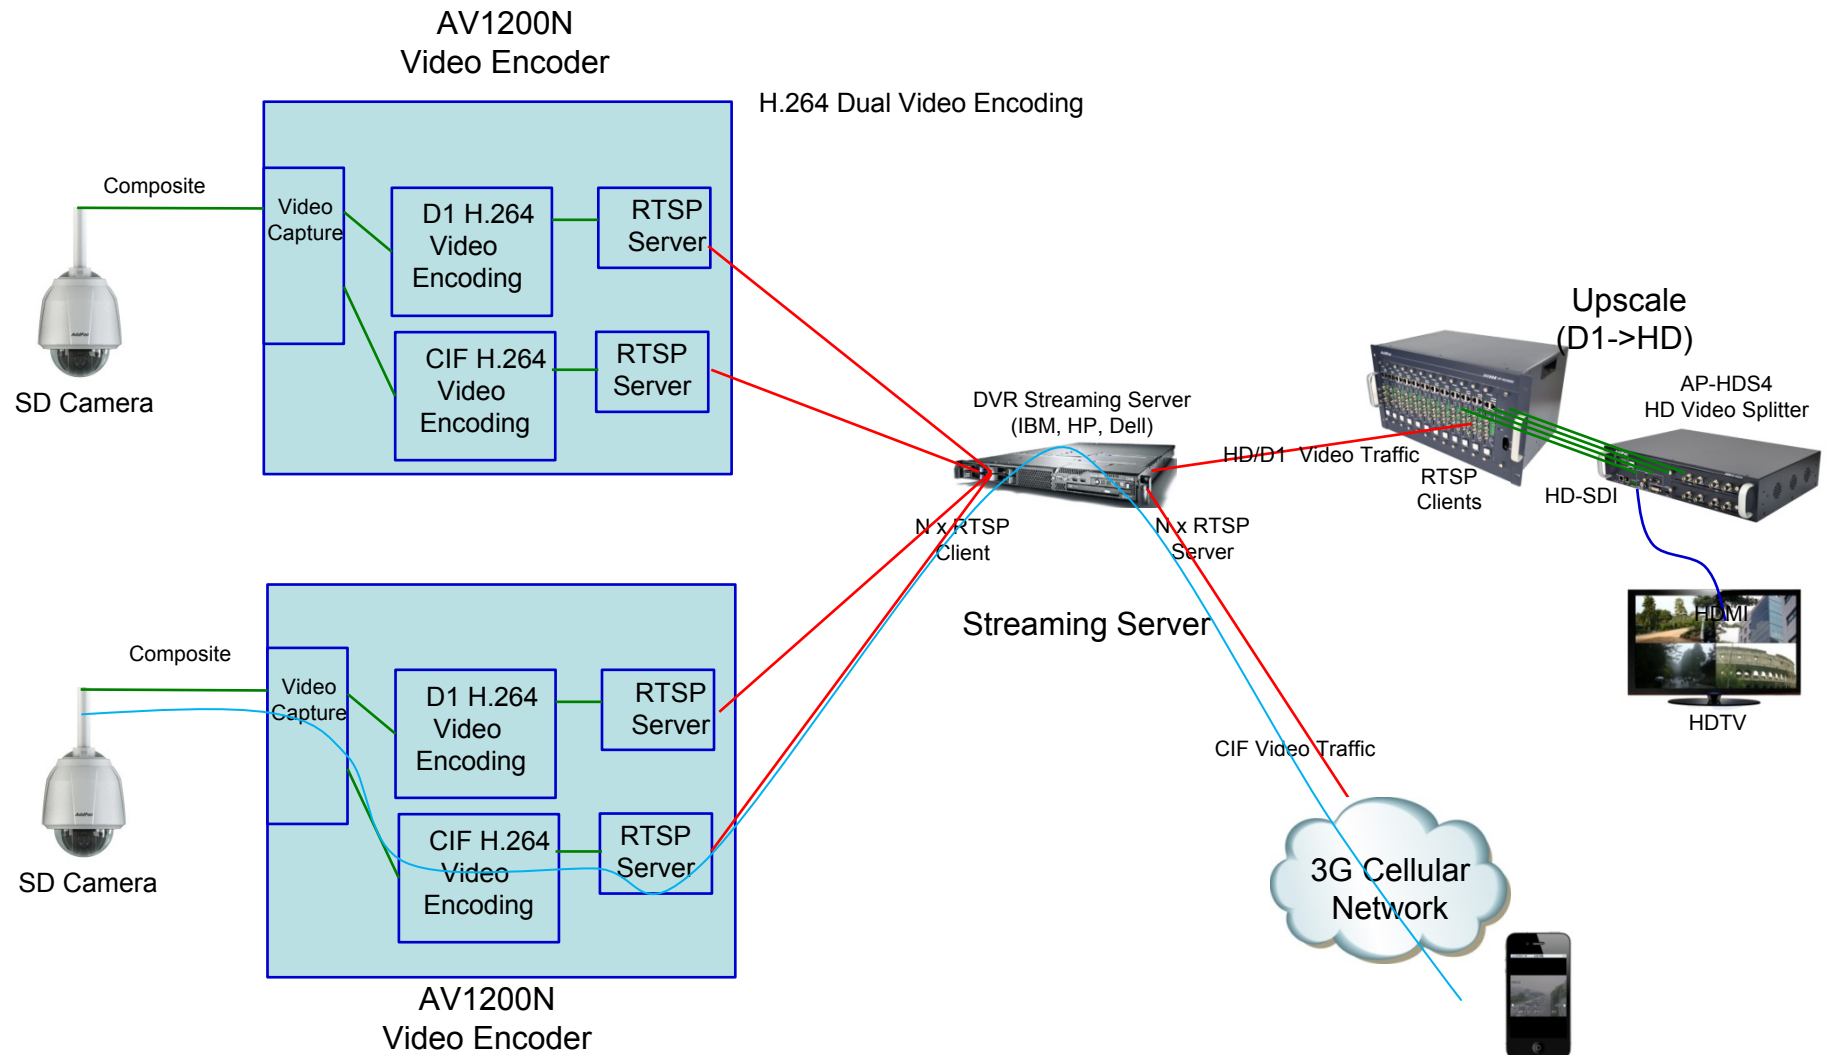 AV1200N
Video Encoder
H.264 Dual Video Encoding
Composite
Video
Capture
D1 H.264
Video
Encoding
RTSP
Server
CIF H.264
Video
Encoding
RTSP
Server
SD Camera
DVR Streaming Server
(IBM, HP, Dell)
N x RTSP
Client
N x RTSP
Server
Streaming Server
HD/D1 Video Traffic
Upscale
(D1->HD)
RTSP
Clients
AP-HDS4
HD Video Splitter
HD-SDI
HDMI
HDTV
Composite
Video
Capture
D1 H.264
Video
Encoding
RTSP
Server
CIF H.264
Video
Encoding
RTSP
Server
SD Camera
AV1200N
Video Encoder
CIF Video Traffic
3G Cellular
Network